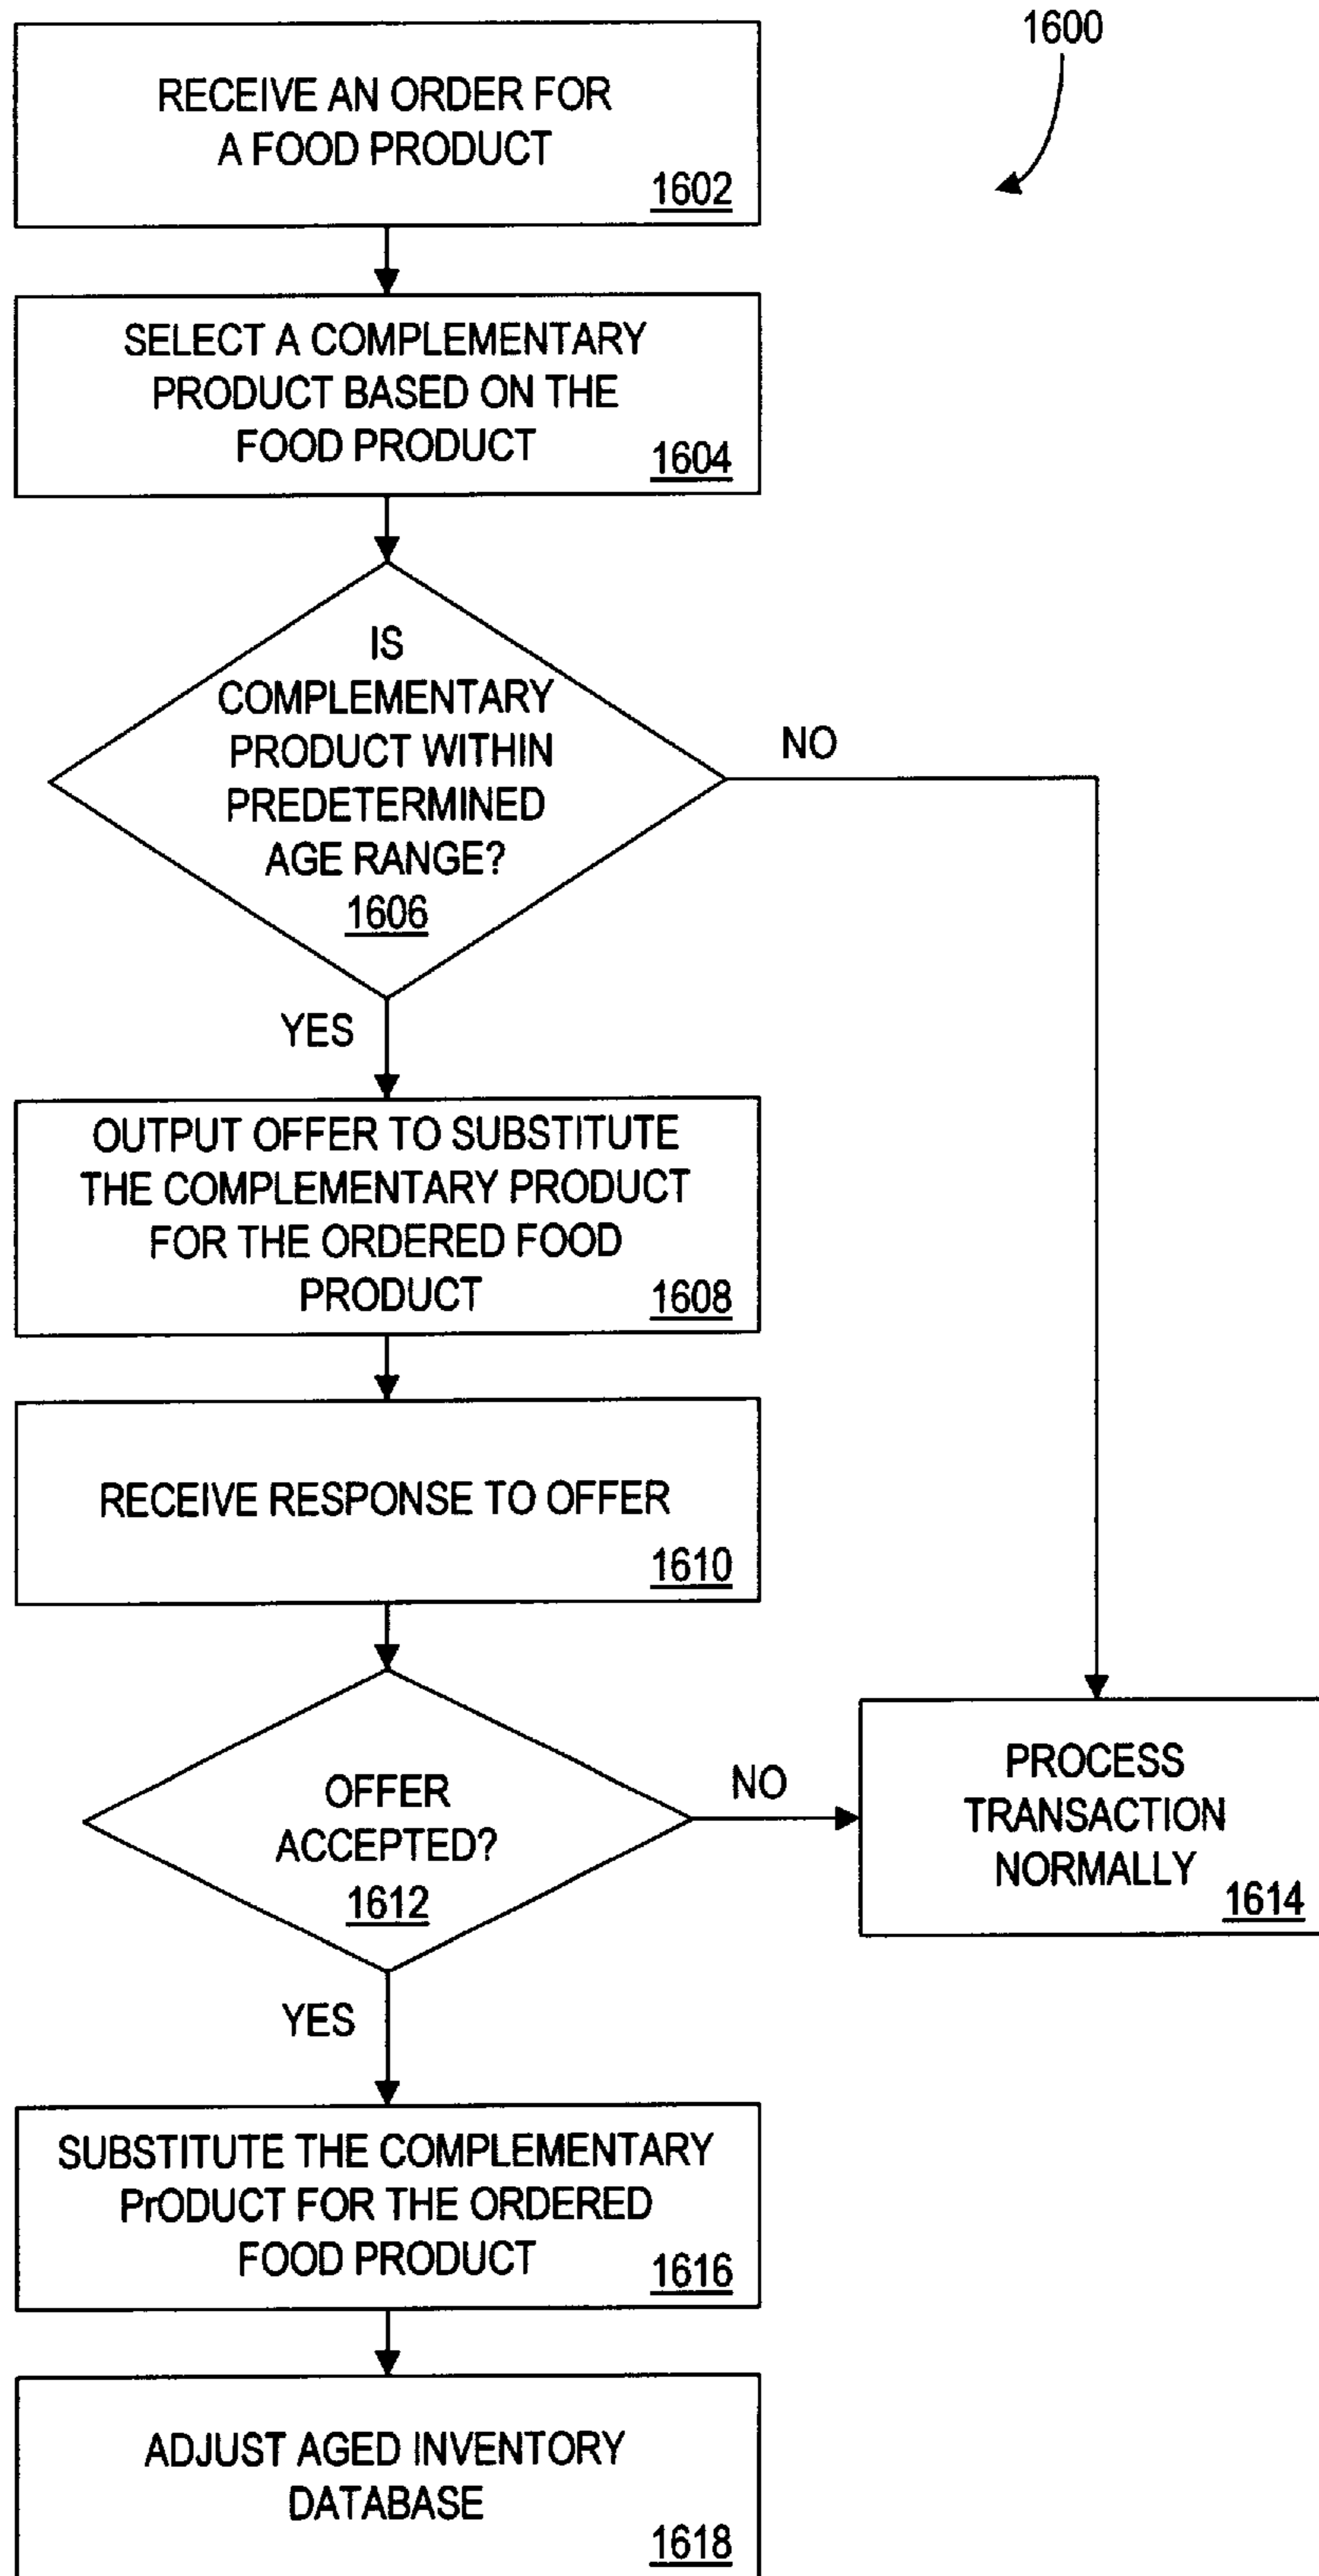 1600
RECEIVE AN ORDER FOR
A FOOD PRODUCT
1602
SELECT A COMPLEMENTARY
PRODUCT BASED ON THE
FOOD PRODUCT
1604
IS
COMPLEMENTARY
PRODUCT WITHIN
PREDETERMINED
AGE RANGE?
1606
NO
YES
OUTPUT OFFER TO SUBSTITUTE
THE COMPLEMENTARY PRODUCT
FOR THE ORDERED FOOD
PRODUCT
1608
RECEIVE RESPONSE TO OFFER
1610
OFFER
ACCEPTED?
1612
NO
PROCESS
TRANSACTION
NORMALLY
1614
YES
SUBSTITUTE THE COMPLEMENTARY
PrODUCT FOR THE ORDERED
FOOD PRODUCT
1616
ADJUST AGED INVENTORY
DATABASE
1618